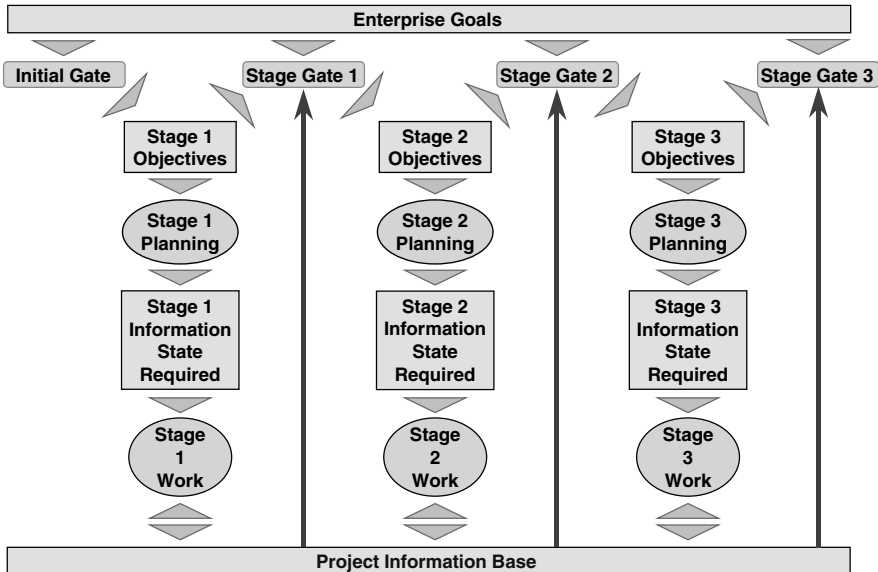 Enterprise Goals
Initial Gate
Stage Gate 1
Stage Gate 2
Stage Gate 3
Stage 1
Objectives
Stage 2
Objectives
Stage 3
Objectives
Stage 1
Planning
Stage 2
Planning
Stage 3
Planning
Stage 1
Information
State
Required
Stage 2
Information
State
Required
Stage 3
Information
State
Required
Stage
1
Work
Stage
2
Work
Stage
3
Work
Project Information Base